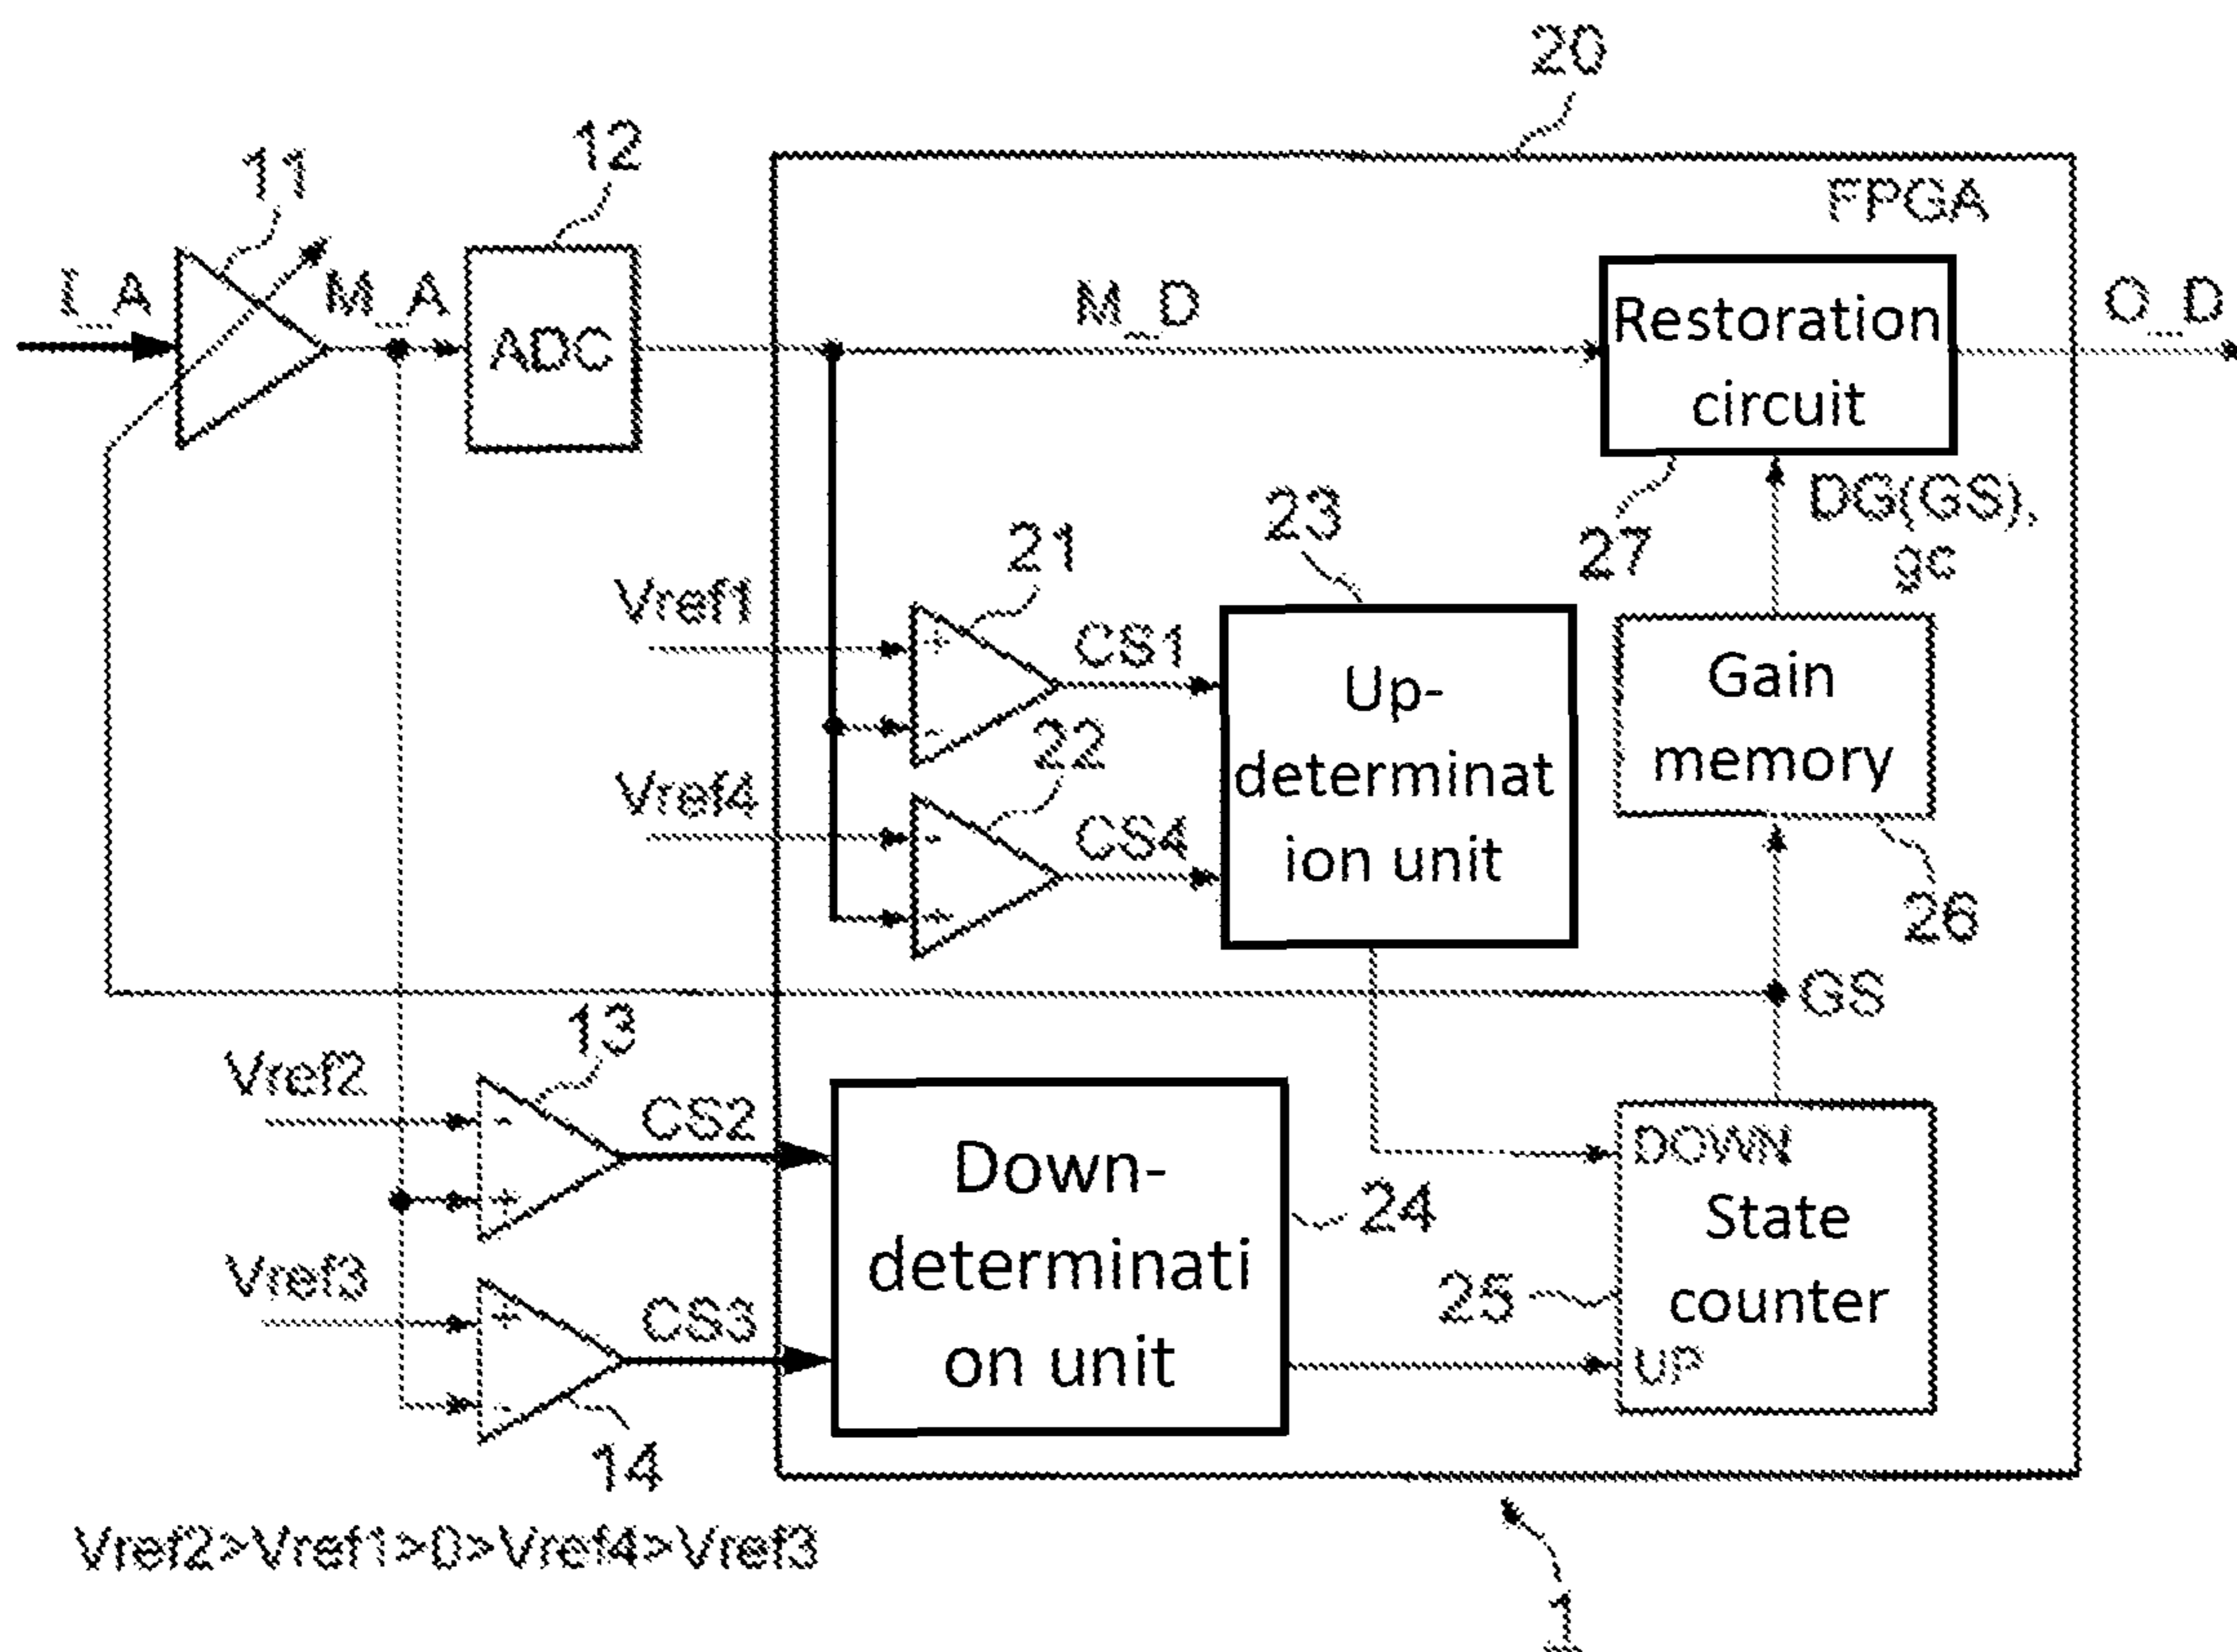 20
11
12
FPGA
I_A
M_A
ADC
M_D
Restoration
circuit
O_D
27
DG(GS),
gc
Vref1
21
CS1
23
Up-
determinat
ion unit
Gain
memory
26
Vref4
22
CS4
+
-
-
+
GS
Vref2
13
CS2
-
+
Vref3
CS3
+
-
14
Down-
determinati
on unit
24
DOWN
State
counter
UP
25
Vref2>Vref1>0>Vref4>Vref3
1